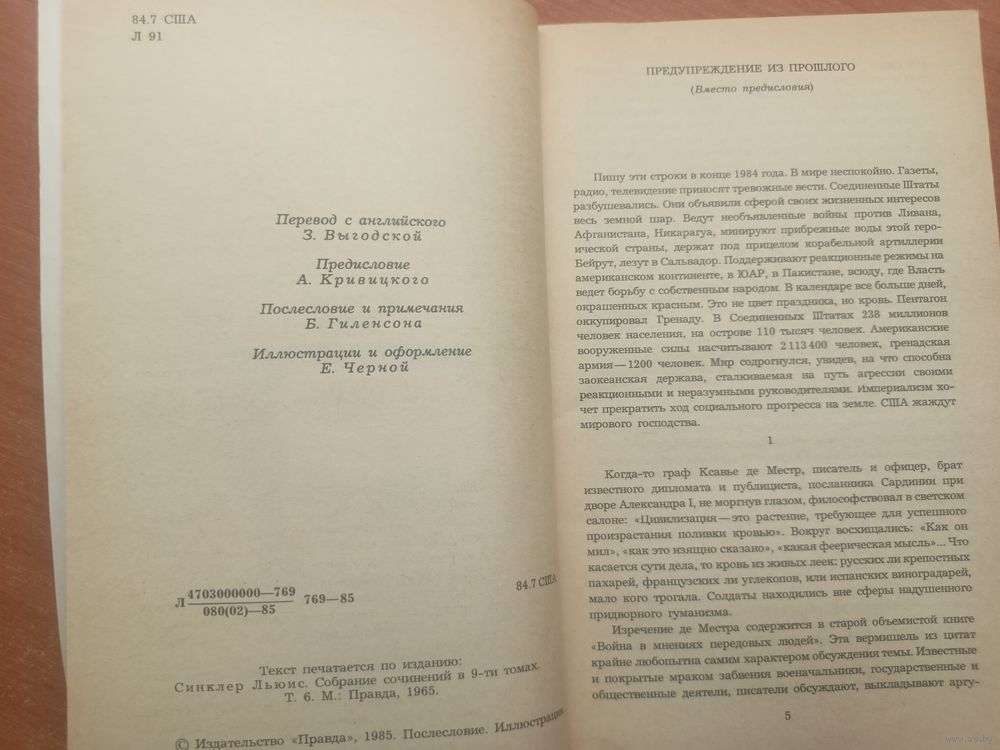 84.7 США
Л 91
Перевод с английского
З. Выгодской
Предисловие
А. Кривицкого
Послесловие и примечания
Б. Гиленсона
Иллюстрации и оформление
Е. Черной
Л 4703000000—769
080(02)—85
769—85
84.7 США
Текст печатается по изданию:
Синклер Льюис. Собрание сочинений в 9-ти томах.
Т. 6. М.: Правда, 1965.
© Издательство «Правда», 1985. Послесловие. Иллюстрации.
ПРЕДУПРЕЖДЕНИЕ ИЗ ПРОШЛОГО
(Вместо предисловия)
Пишу эти строки в конце 1984 года. В мире неспокойно. Газеты,
радио, телевидение приносят тревожные вести. Соединенные Штаты
разбушевались. Они объявили сферой своих жизненных интересов
весь земной шар. Ведут необъявленные войны против Ливана,
Афганистана, Никарагуа, минируют прибрежные воды этой геро-
ической страны, держат под прицелом корабельной артиллерии
Бейрут, лезут в Сальвадор. Поддерживают реакционные режимы на
американском континенте, в ЮАР, в Пакистане, всюду, где Власть
ведет борьбу с собственным народом. В календаре все больше дней,
окрашенных красным. Это не цвет праздника, но кровь. Пентагон
оккупировал Гренаду. В Соединенных Штатах 238 миллионов
человек населения, на острове 110 тысяч человек. Американские
вооруженные силы насчитывают 2 113 400 человек, гренадская
армия—1200 человек. Мир содрогнулся, увидев, на что способна
заокеанская держава, сталкиваемая на путь агрессии своими
реакционными и неразумными руководителями. Империализм хо-
чет прекратить ход социального прогресса на земле. США жаждут
мирового господства.
1
Когда-то граф Ксавье де Местр, писатель и офицер, брат
известного дипломата и публициста, посланника Сардинии при
дворе Александра I, не моргнув глазом, философствовал в светском
салоне: «Цивилизация—это растение, требующее для успешного
произрастания поливки кровью». Вокруг восхищались: «Как он
мил», «как это изящно сказано», «какая феерическая мысль»... Что
касается сути дела, то кровь из живых леек: русских ли крепостных
пахарей, французских ли углекопов, или испанских виноградарей,
мало кого трогала. Солдаты находились вне сферы надушенного
придворного гуманизма.
Изречение де Местра содержится в старой объемистой книге
«Война в мнениях передовых людей». Эта вермишель из цитат
крайне любопытна самим характером обсуждения темы. Известные
и покрытые мраком забвения военачальники, государственные и
общественные деятели, писатели обсуждают, выкладывают аргу-
5